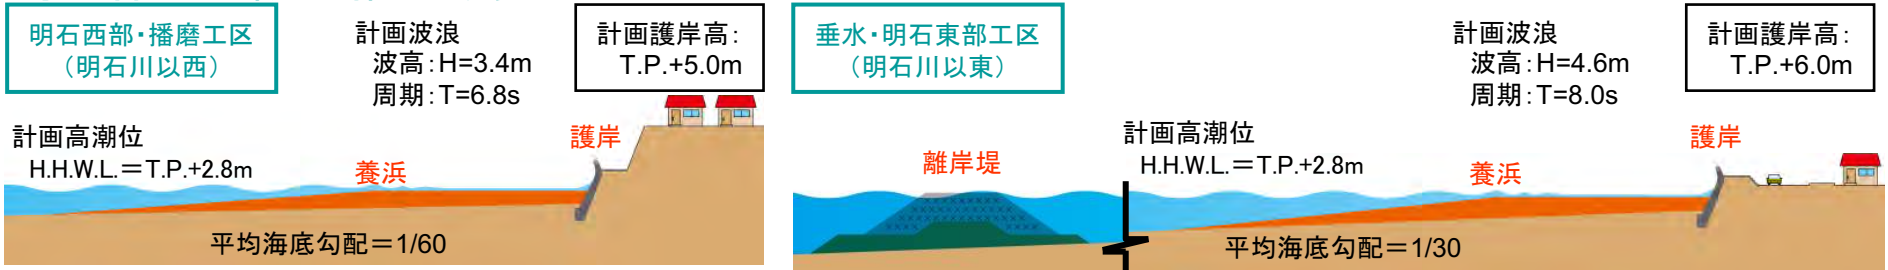 明石西部・播磨工区
（明石川以西）
計画波浪
波高：H=3.4m
周期：T=6.8s
計画護岸高：
T.P.+5.0m
計画高潮位
H.H.W.L.＝T.P.+2.8m
養浜
護岸
平均海底勾配＝1/60
垂水・明石東部工区
（明石川以東）
計画波浪
波高：H=4.6m
周期：T=8.0s
計画護岸高：
T.P.+6.0m
離岸堤
計画高潮位
H.H.W.L.＝T.P.+2.8m
養浜
護岸
平均海底勾配＝1/30